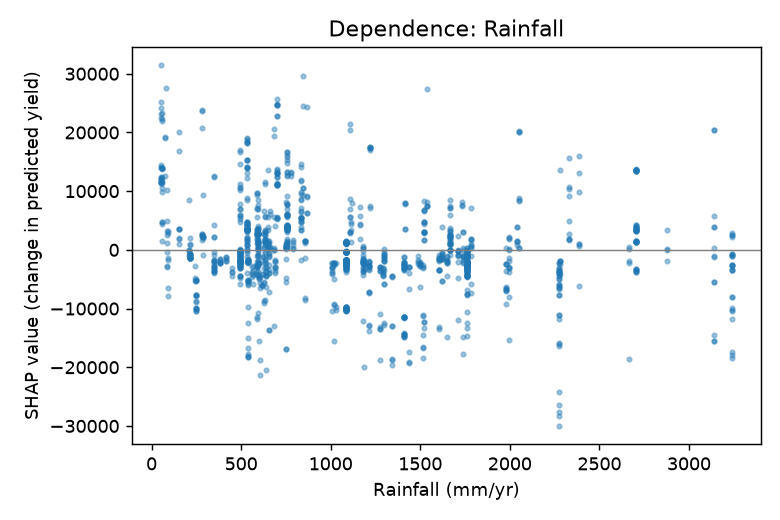 Dependence: Rainfall
SHAP value (change in predicted yield)
30000
20000
10000
0
−10000
−20000
−30000
0 500 1000 1500 2000 2500 3000
Rainfall (mm/yr)